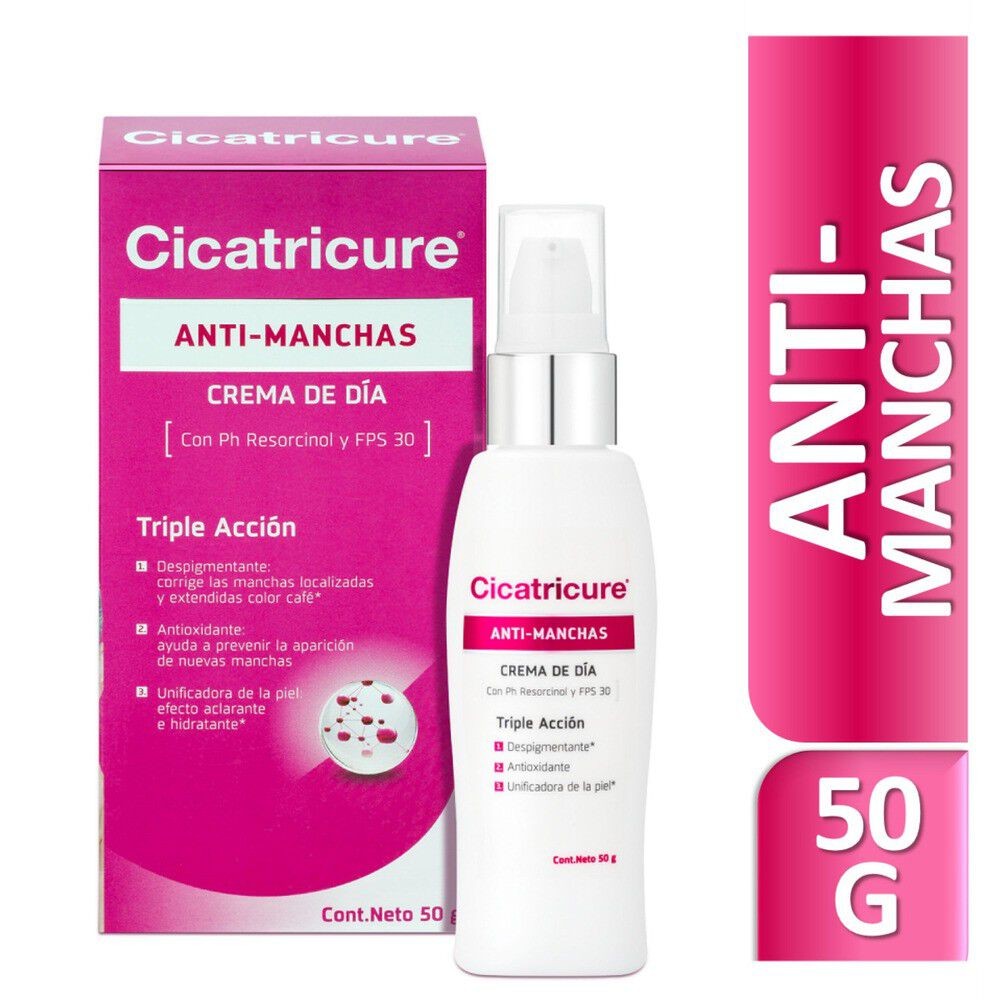 Cicatricure®
Cicatricure®
ANTI-MANCHAS
CREMA DE DÍA
[Con Ph Resorcinol y FPS 30]
Triple Acción
1. Despigmentante:
corrige las manchas localizadas
y extendidas color café*
2. Antioxidante:
ayuda a prevenir la aparición
de nuevas manchas
3. Unificadora de la piel:
efecto aclarante
e hidratante*
Cont.Neto 50 g
Cicatricure®
ANTI-MANCHAS
CREMA DE DÍA
Con Ph Resorcinol y FPS 30
Triple Acción
1. Despigmentante*
2. Antioxidante
3. Unificadora de la piel*
Cont.Neto 50 g
ANTI-
MANCHAS
50
G